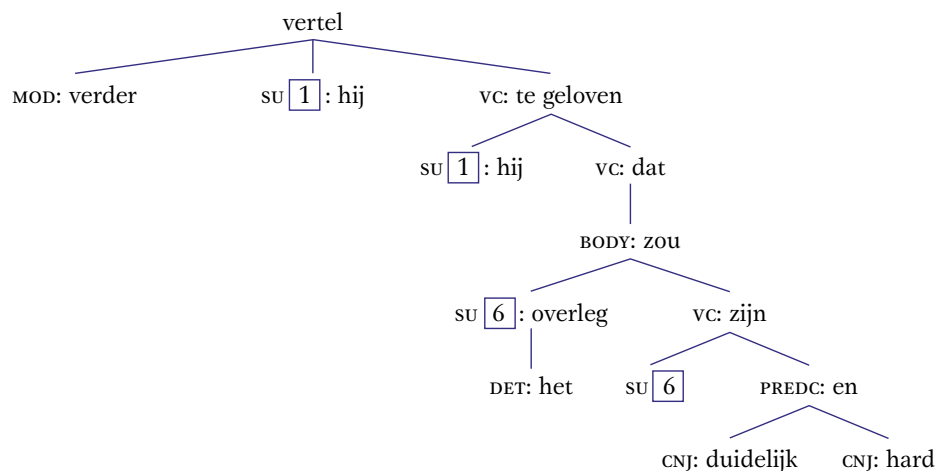 vertel
MOD: verder SU 1 : hij VC: te geloven
SU 1 : hij VC: dat
BODY: zou
SU 6 : overleg VC: zijn
DET: het SU 6 PREDC: en
CNJ: duidelijk CNJ: hard